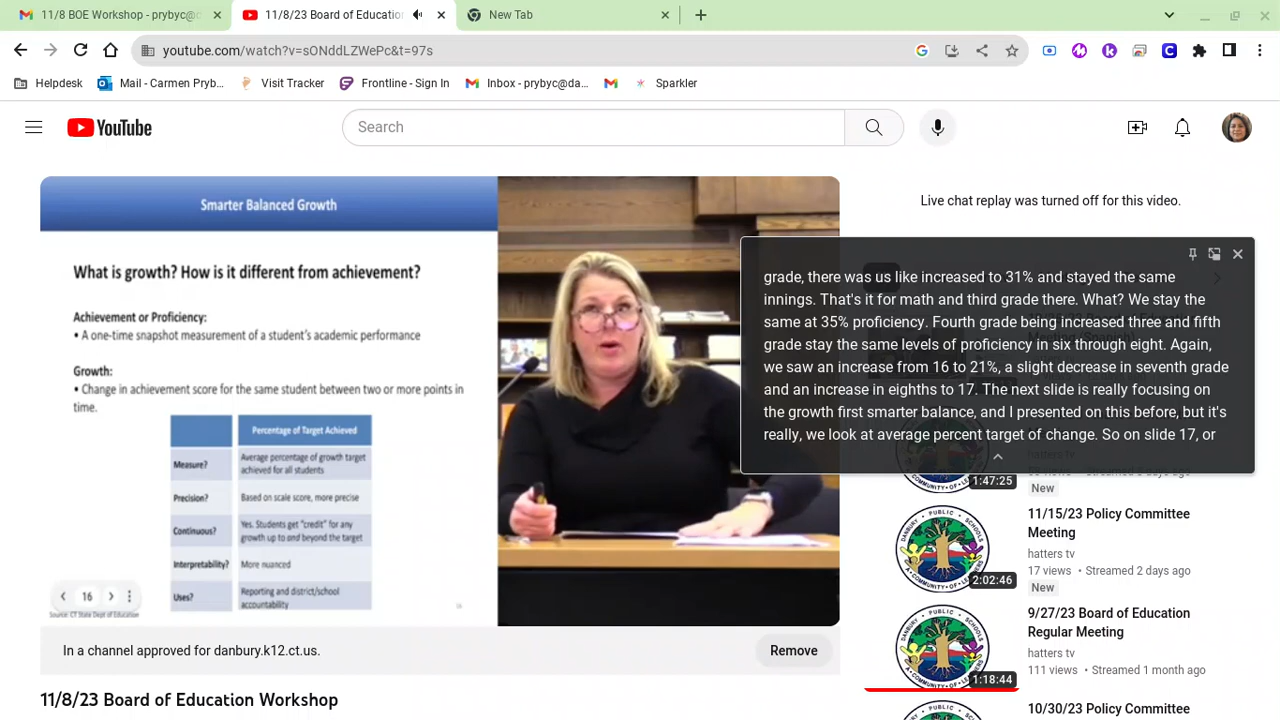 11/8 BOE Workshop - prybyc@d
11/8/23 Board of Education
New Tab
youtube.com/watch?v=sONddLZWePc&t=97s
Helpdesk
Mail - Carmen Pryb...
Visit Tracker
Frontline - Sign In
Inbox - prybyc@da...
Sparkler
YouTube
Search
Smarter Balanced Growth
What is growth? How is it different from achievement?
Achievement or Proficiency:
• A one-time snapshot measurement of a student's academic performance
Growth:
• Change in achievement score for the same student between two or more points in
time.
Percentage of Target Achieved
Measure?
Average percentage of growth target
achieved for all students
Precision?
Based on scale score, more precise
Continuous?
Yes. Students get "credit" for any
growth up to and beyond the target
Interpretability?
More nuanced
Uses?
Reporting and district/school
accountability
16
Source: CT State Dept of Education
16
In a channel approved for danbury.k12.ct.us.
Remove
11/8/23 Board of Education Workshop
Live chat replay was turned off for this video.
grade, there was us like increased to 31% and stayed the same
innings. That's it for math and third grade there. What? We stay the
same at 35% proficiency. Fourth grade being increased three and fifth
grade stay the same levels of proficiency in six through eight. Again,
we saw an increase from 16 to 21%, a slight decrease in seventh grade
and an increase in eighths to 17. The next slide is really focusing on
the growth first smarter balance, and I presented on this before, but it's
really, we look at average percent target of change. So on slide 17, or
1:47:25
New
DANBURY PUBLIC SCHOOLS
A COMMUNITY OF LEARNERS
2:02:46
11/15/23 Policy Committee
Meeting
hatters tv
17 views • Streamed 2 days ago
New
DANBURY PUBLIC SCHOOLS
A COMMUNITY OF LEARNERS
1:18:44
9/27/23 Board of Education
Regular Meeting
hatters tv
111 views • Streamed 1 month ago
10/30/23 Policy Committee